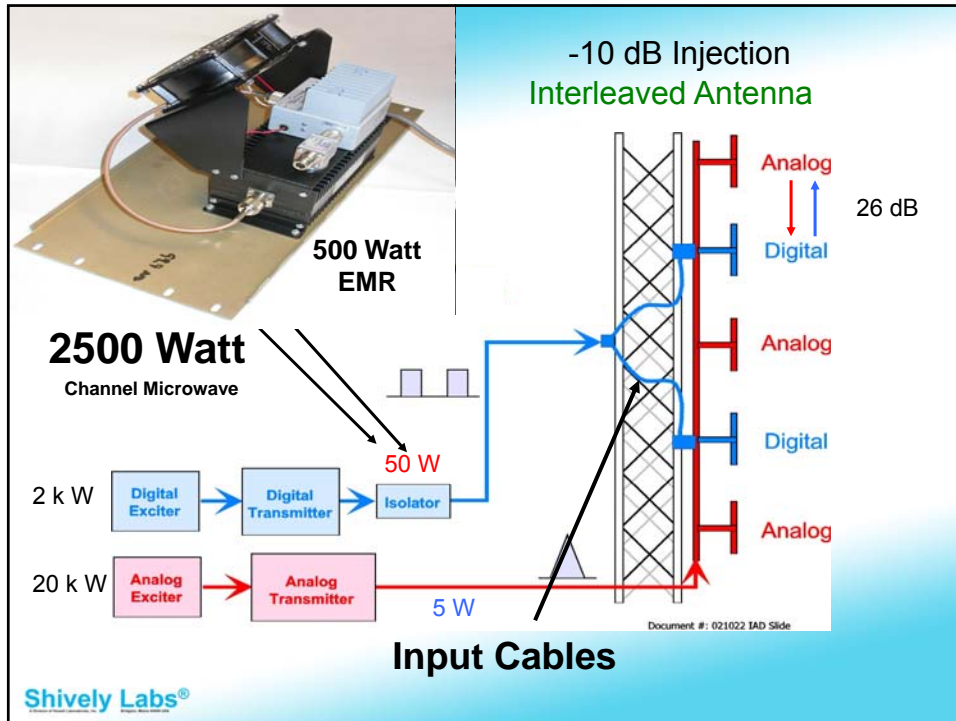 -10 dB Injection
Interleaved Antenna
500 Watt
EMR
2500 Watt
Channel Microwave
Analog
26 dB
Digital
Analog
Digital
Analog
50 W
2 k W
Digital
Exciter
Digital
Transmitter
Isolator
20 kW
Analog
Exciter
Analog
Transmitter
5 W
Document #: 021022 IAD Slide
Input Cables
Shively Labs®